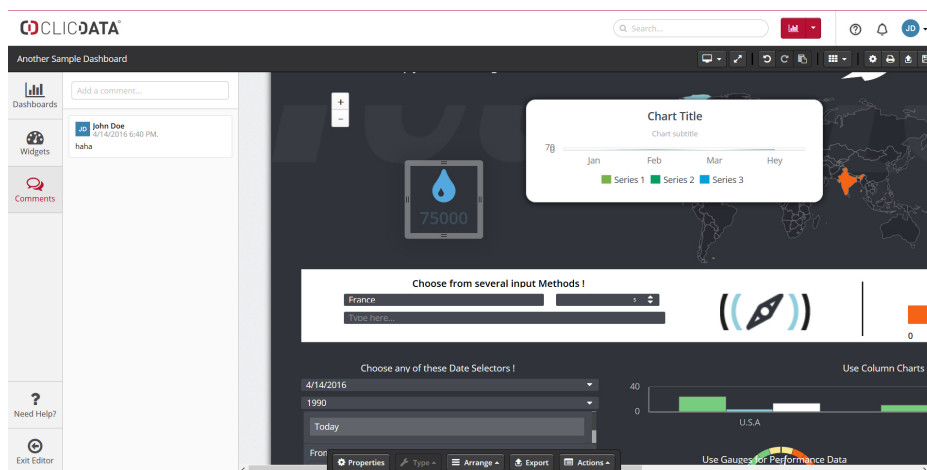 CLICDATA
Search...
JD
Another Sample Dashboard
Dashboards
Widgets
Comments
Need Help?
Exit Editor
Add a comment...
JD
John Doe
4/14/2016 6:40 PM.
haha
+
-
75000
Chart Title
Chart subtitle
Jan Feb Mar Hey
Series 1 Series 2 Series 3
Choose from several input Methods !
France
s
Type here...
0
Choose any of these Date Selectors !
4/14/2016
1990
Today
From
Use Column Charts
40
0
U.S.A
Use Gauges for Performance Data
Properties Type Arrange Export Actions